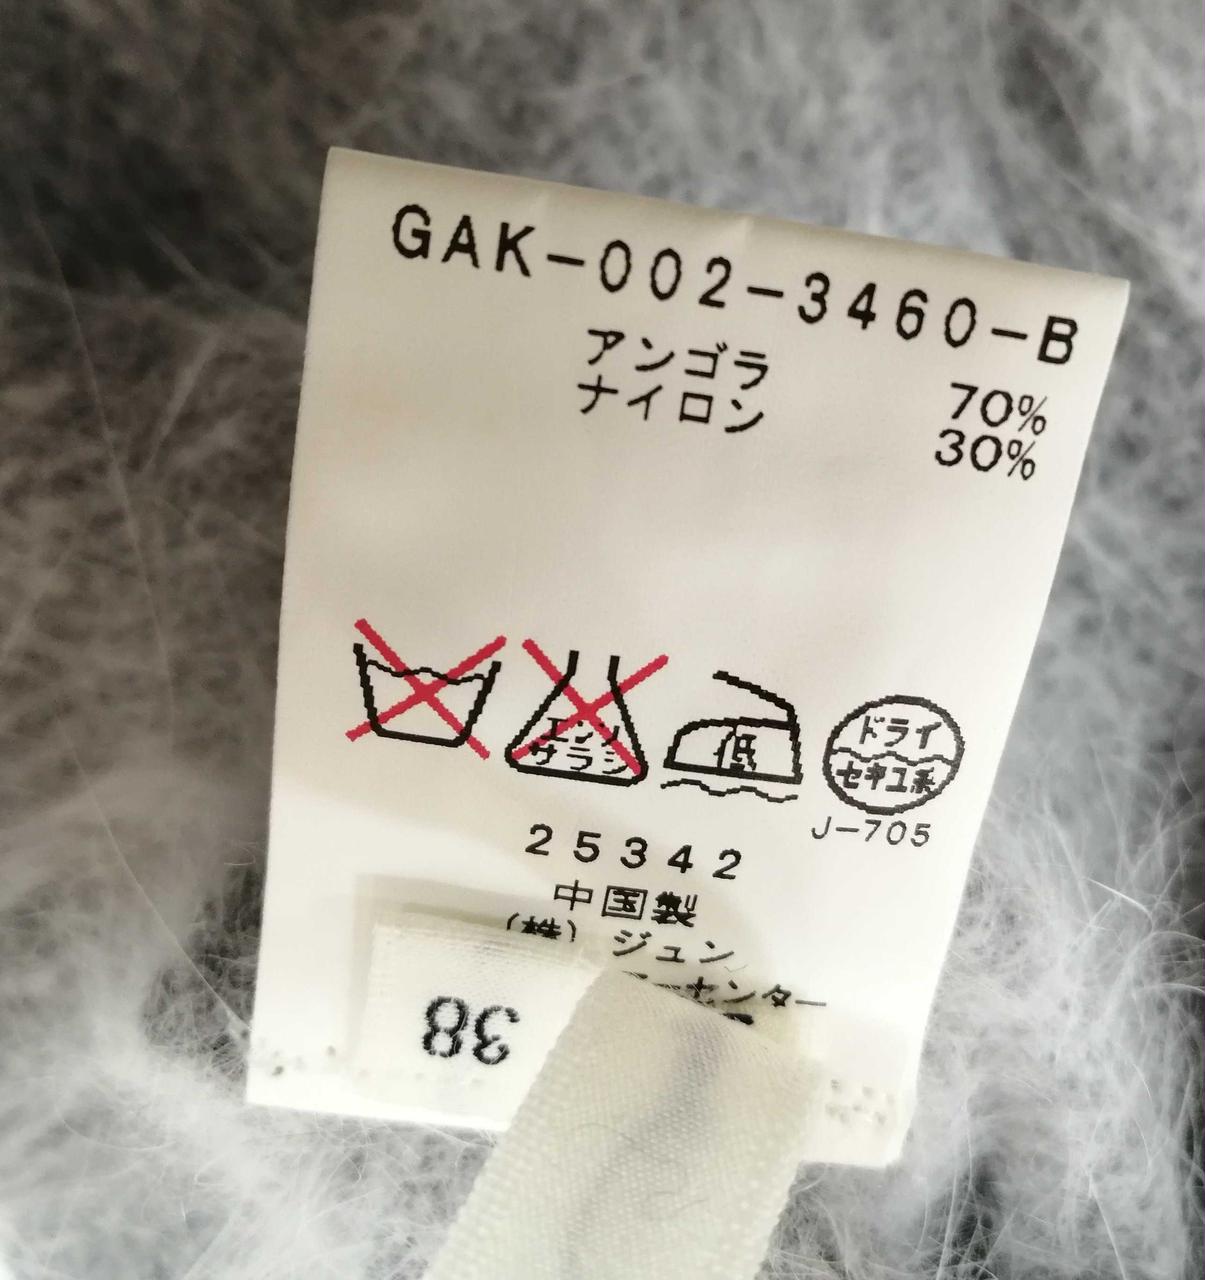 GAK-002-3460-B
アンゴラ 70%
ナイロン 30%
エンソ
サラシ
低
ドライ
セキユ系
J-705
25342
中国製
(株) ジュン
センター
38